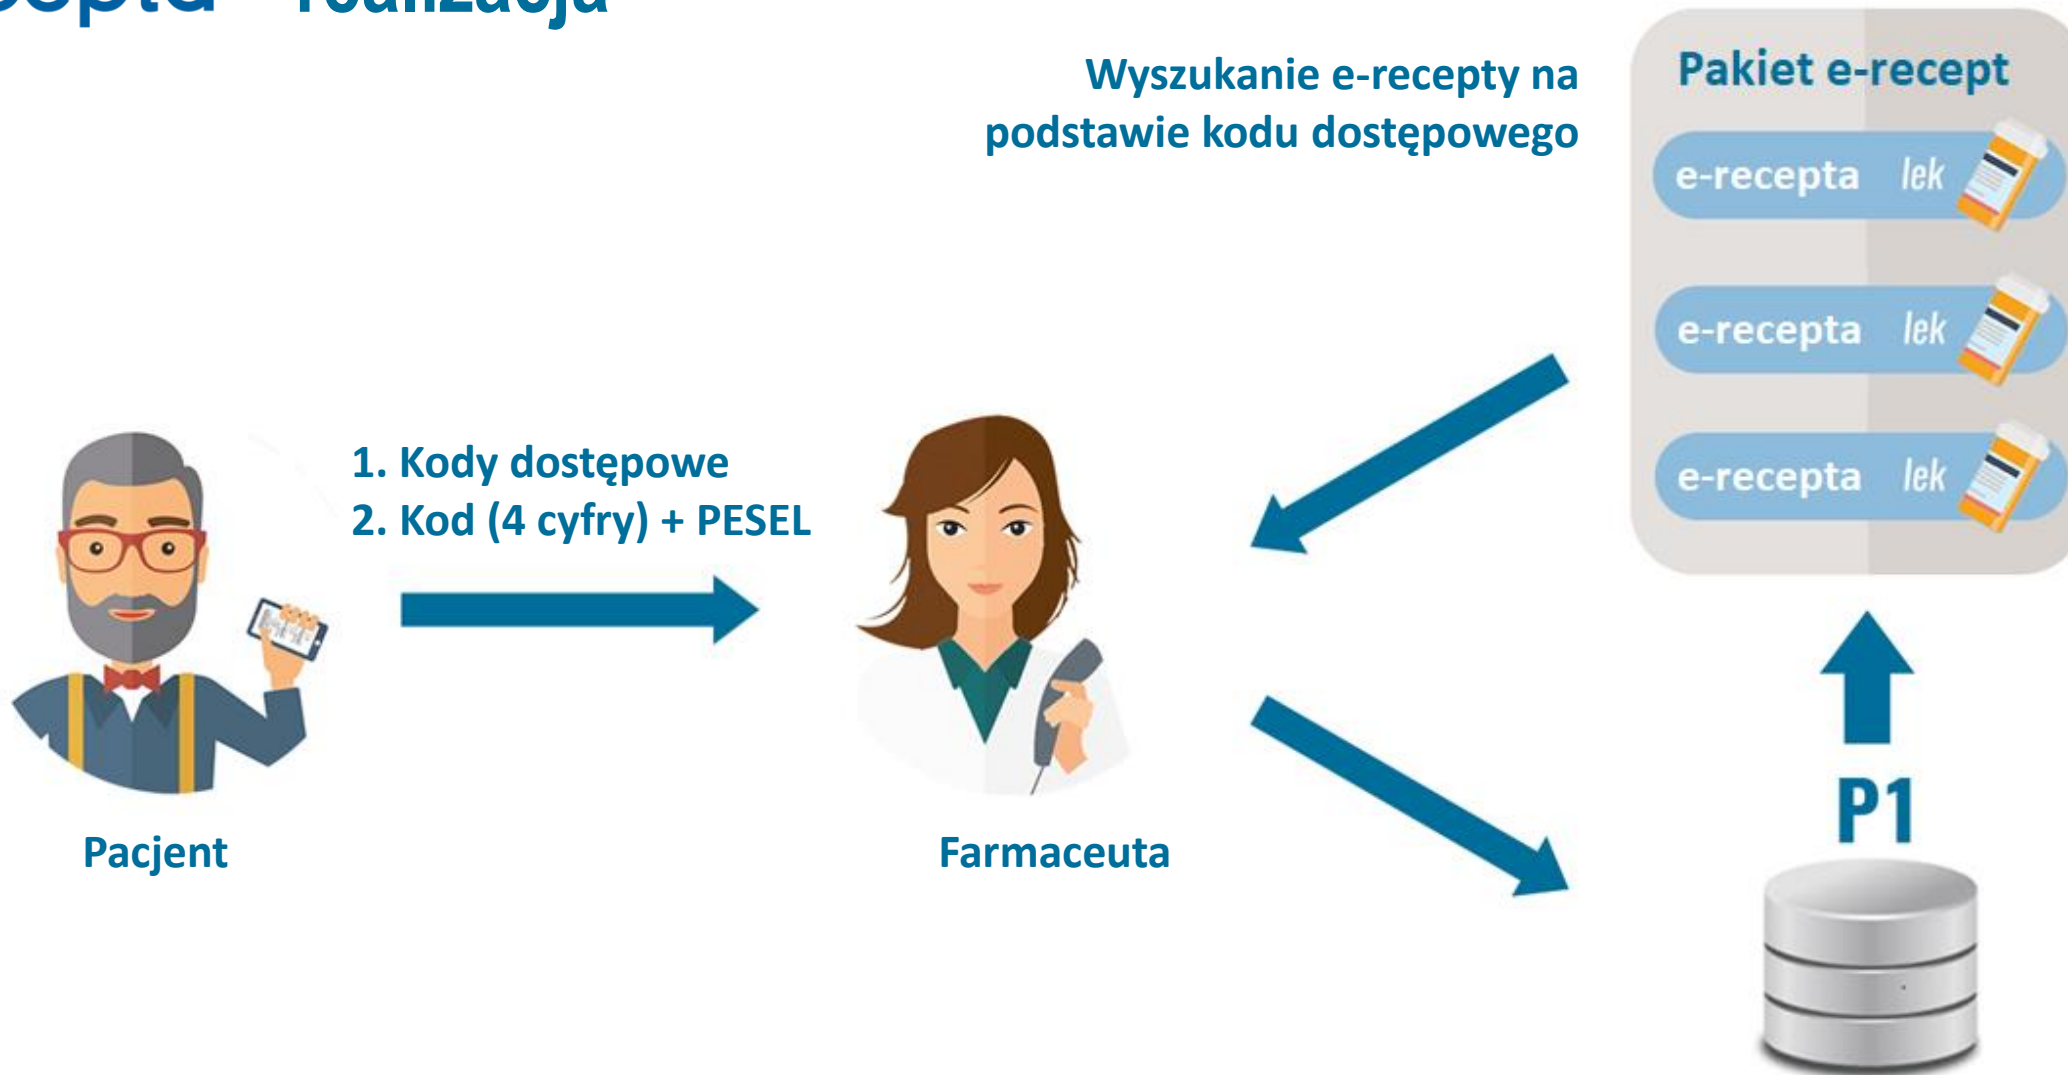 realizacja
Wyszukanie e-recepty na
podstawie kodu dostępowego
Pakiet e-recept
e-recepta lek
e-recepta lek
e-recepta lek
1. Kody dostępowe
2. Kod (4 cyfry) + PESEL
Pacjent
Farmaceuta
P1